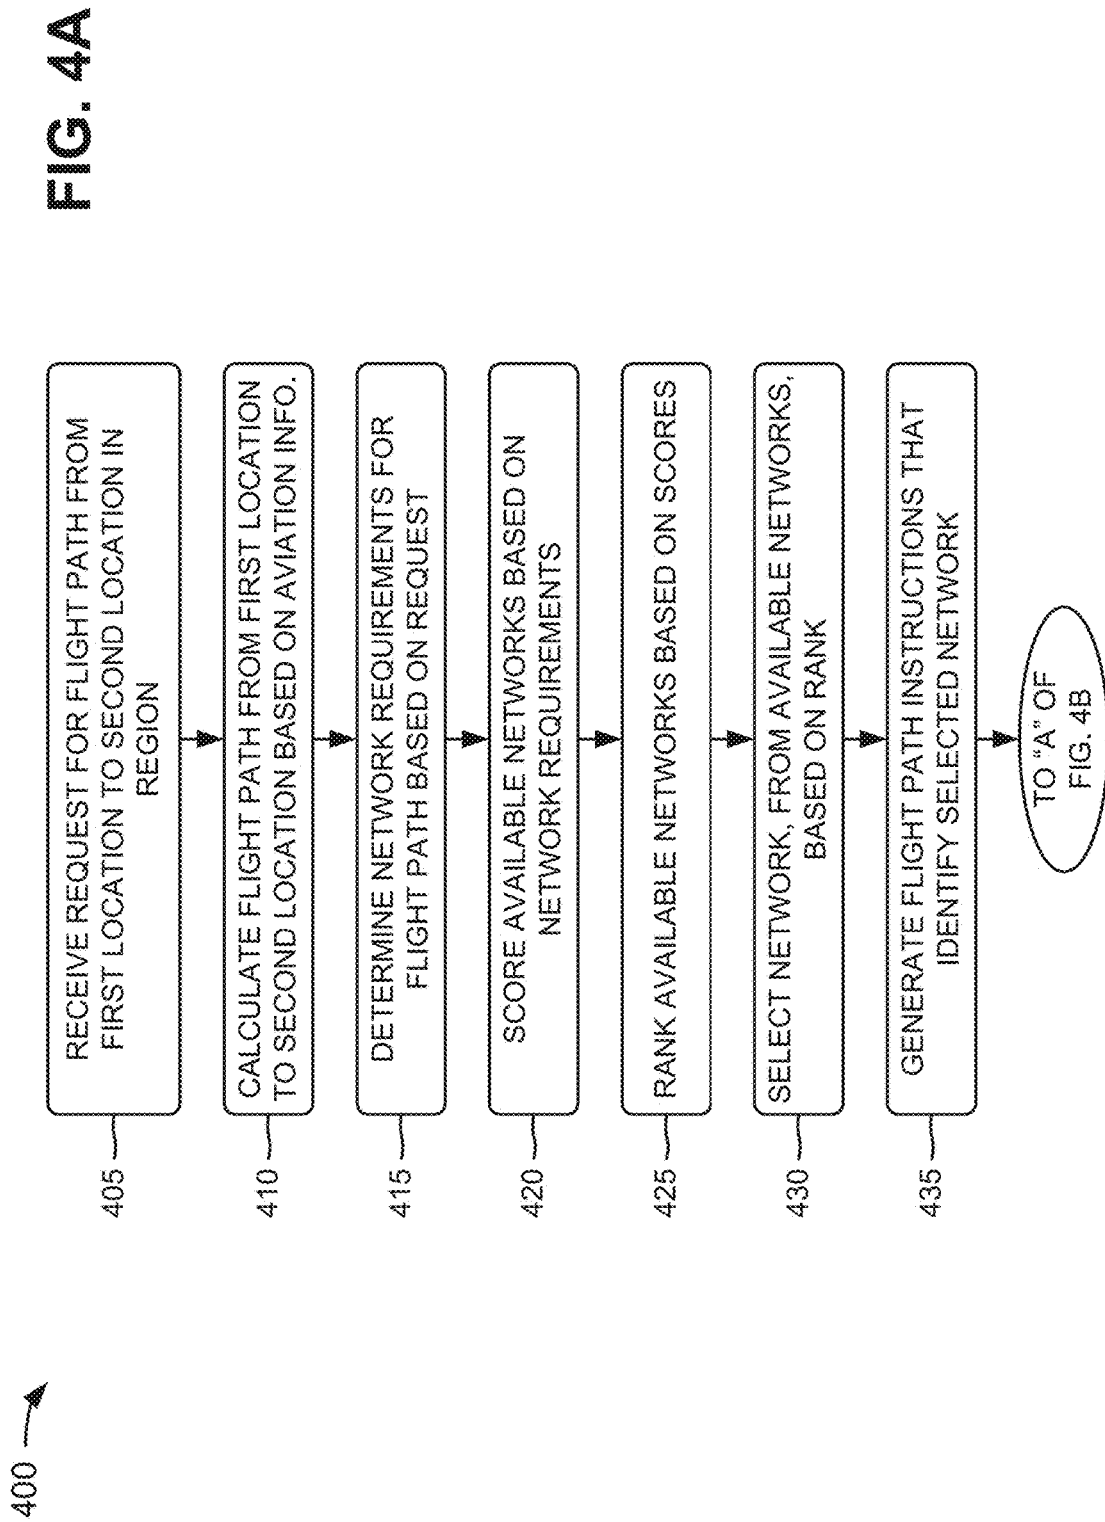 400
405
RECEIVE REQUEST FOR FLIGHT PATH FROM
FIRST LOCATION TO SECOND LOCATION IN
REGION
410
CALCULATE FLIGHT PATH FROM FIRST LOCATION
TO SECOND LOCATION BASED ON AVIATION INFO.
415
DETERMINE NETWORK REQUIREMENTS FOR
FLIGHT PATH BASED ON REQUEST
420
SCORE AVAILABLE NETWORKS BASED ON
NETWORK REQUIREMENTS
425
RANK AVAILABLE NETWORKS BASED ON SCORES
430
SELECT NETWORK, FROM AVAILABLE NETWORKS,
BASED ON RANK
435
GENERATE FLIGHT PATH INSTRUCTIONS THAT
IDENTIFY SELECTED NETWORK
TO “A” OF
FIG. 4B
FIG. 4A